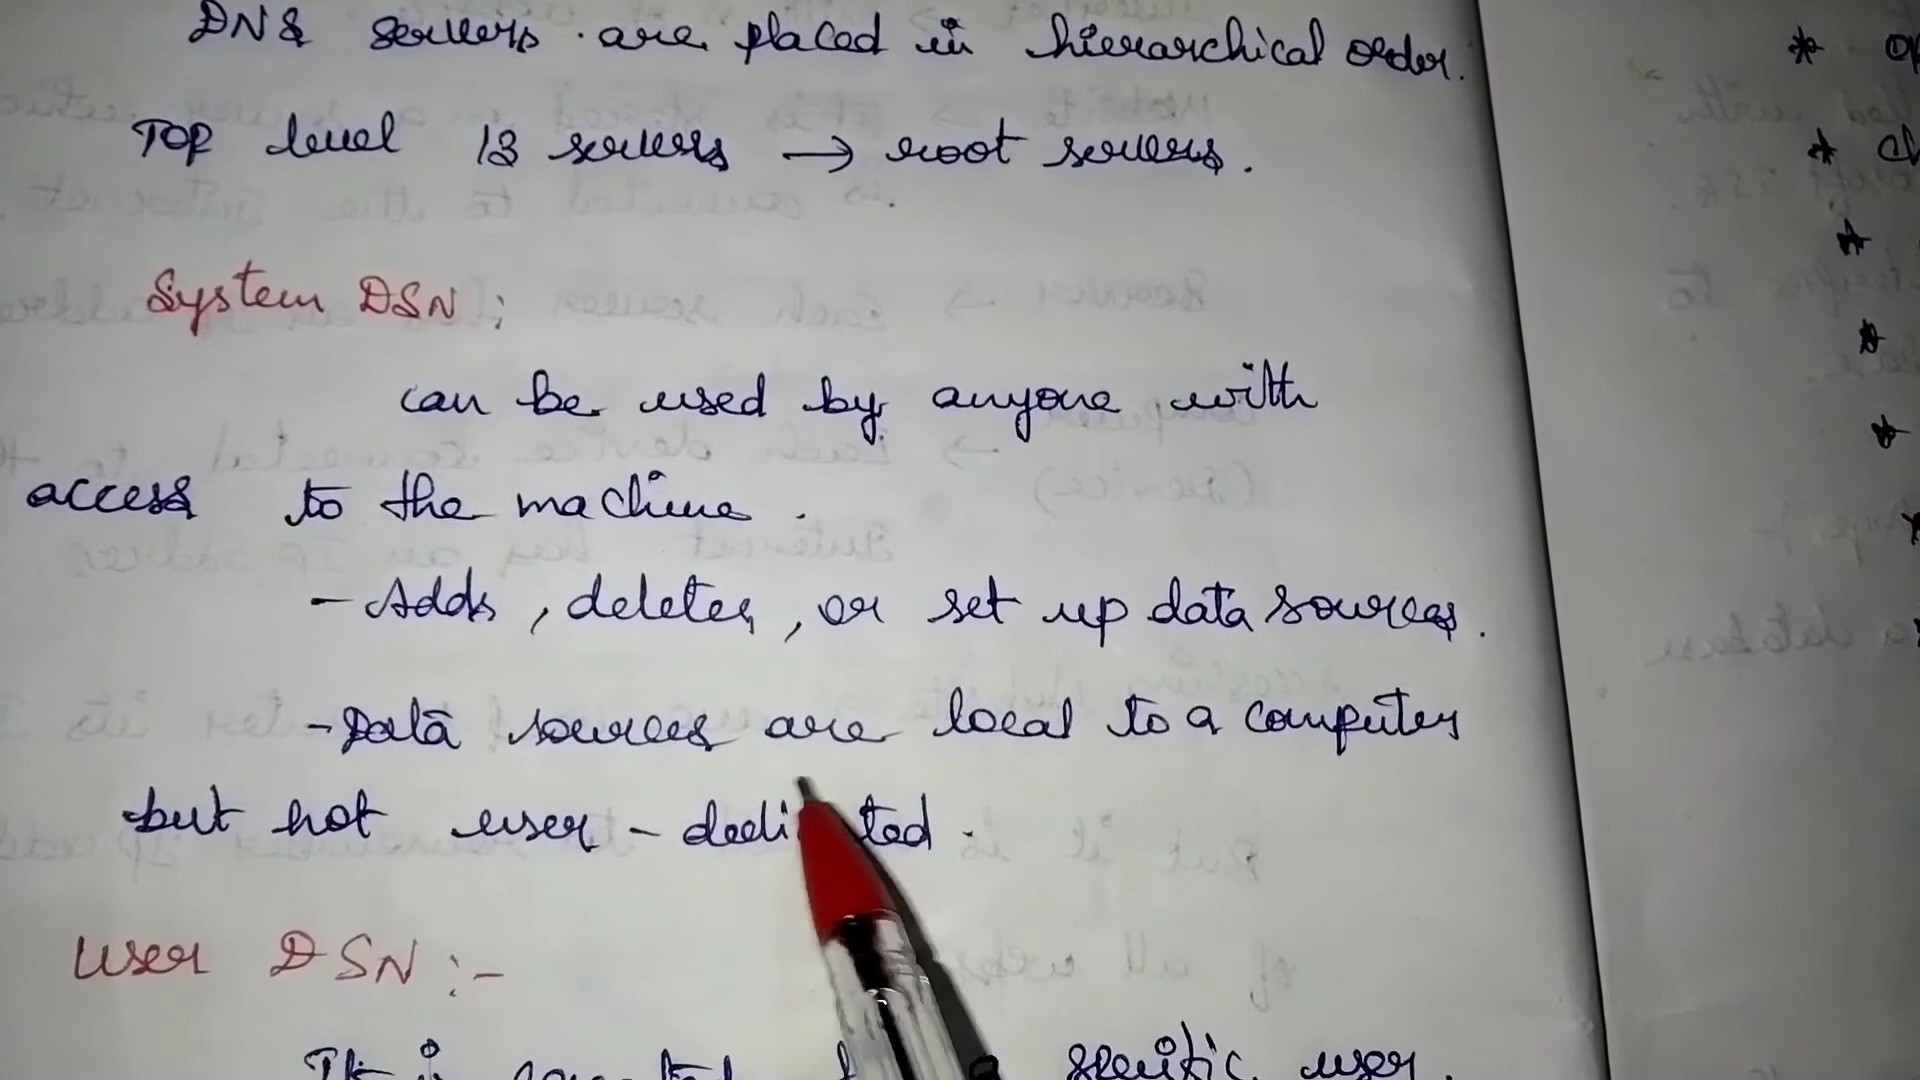 DNS servers are placed in hierarchical order.
TOP level 13 servers → root servers.
System DSN:
can be used by anyone with
access to the machine.
- Adds, deletes, or set up data sources.
- Data sources are local to a computer
but not user - dedicated.
User DSN :-
specific user.